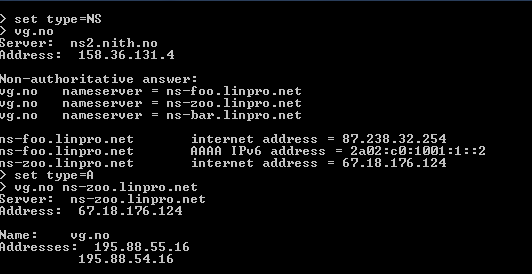 > set type=NS
> vg.no
Server:  ns2.nith.no
Address:  158.36.131.4
Non-authoritative answer:
vg.no   nameserver = ns-foo.linpro.net
vg.no   nameserver = ns-zoo.linpro.net
vg.no   nameserver = ns-bar.linpro.net
ns-foo.linpro.net       internet address = 87.238.32.254
ns-foo.linpro.net       AAAA IPv6 address = 2a02:c0:1001:1::2
ns-zoo.linpro.net       internet address = 67.18.176.124
> set type=A
> vg.no ns-zoo.linpro.net
Server:  ns-zoo.linpro.net
Address:  67.18.176.124
Name:    vg.no
Addresses:  195.88.55.16
195.88.54.16